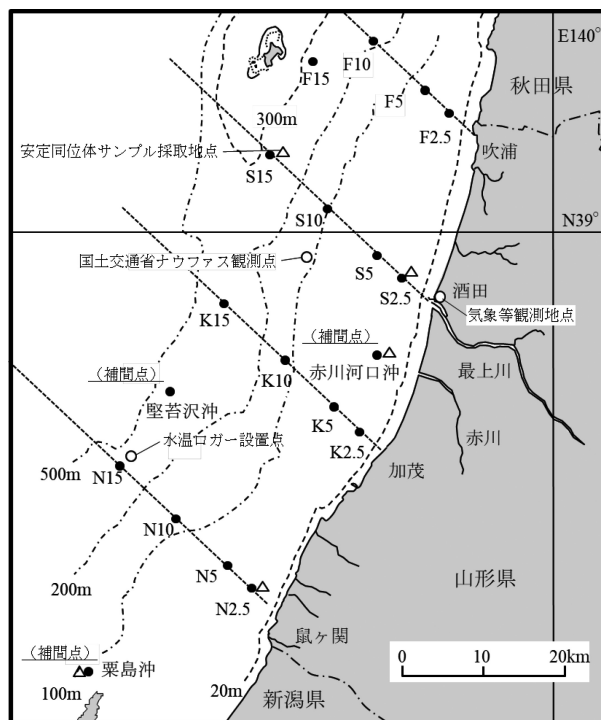 E140°
F10
F15
秋田県
F5
300m
F2.5
安定同位体サンプル採取地点
吹浦
S15
S10
N39°
国土交通省ナウファス観測点
S5
S2.5
酒田
気象等観測地点
K15
(補間点)
(補間点)
K10
赤川河口沖
最上川
堅苔沢沖
K5
赤川
水温ロガー設置点
K2.5
500m
N15
加茂
N10
200m
N5
山形県
N2.5
鼠ヶ関
(補間点)
粟島沖
100m
20m
新潟県
0 10 20km